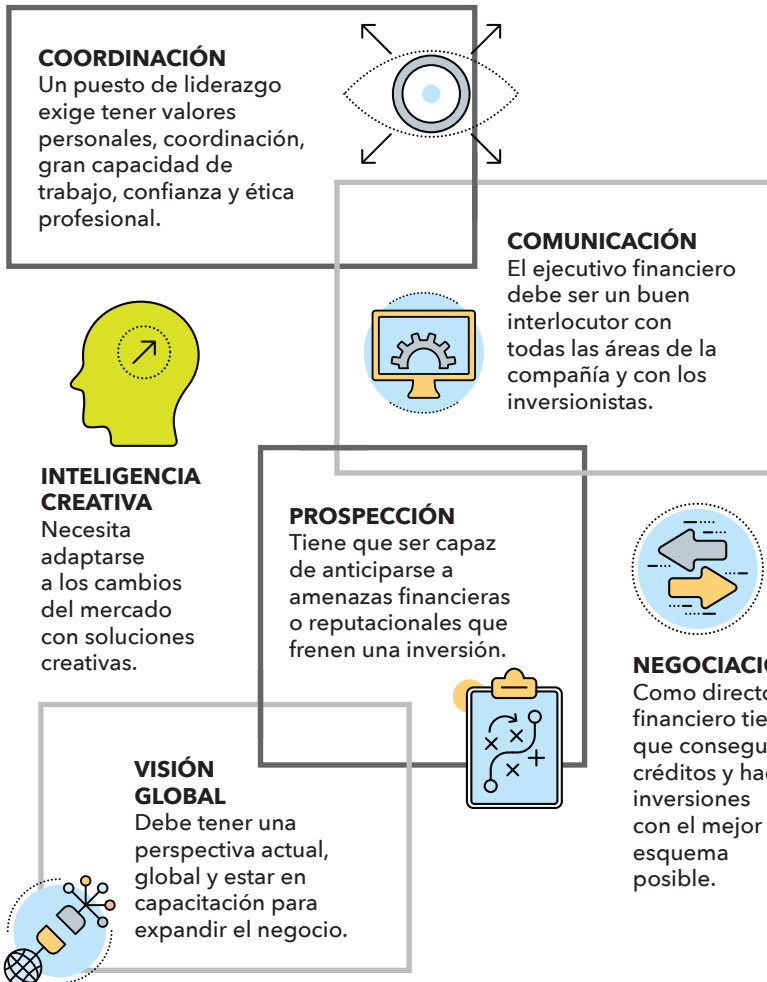 COORDINACIÓN
Un puesto de liderazgo
exige tener valores
personales, coordinación,
gran capacidad de
trabajo, confianza y ética
profesional.
COMUNICACIÓN
El ejecutivo financiero
debe ser un buen
interlocutor con
todas las áreas de la
compañía y con los
inversionistas.
INTELIGENCIA
CREATIVA
Necesita
adaptarse
a los cambios
del mercado
con soluciones
creativas.
PROSPECCIÓN
Tiene que ser capaz
de anticiparse a
amenazas financieras
o reputacionales que
frenen una inversión.
Como
financiero
que
créditos y
inversiones
con el mejor
esquema
posible.
VISIÓN
GLOBAL
Debe tener una
perspectiva actual,
global y estar en
capacitación para
expandir el negocio.